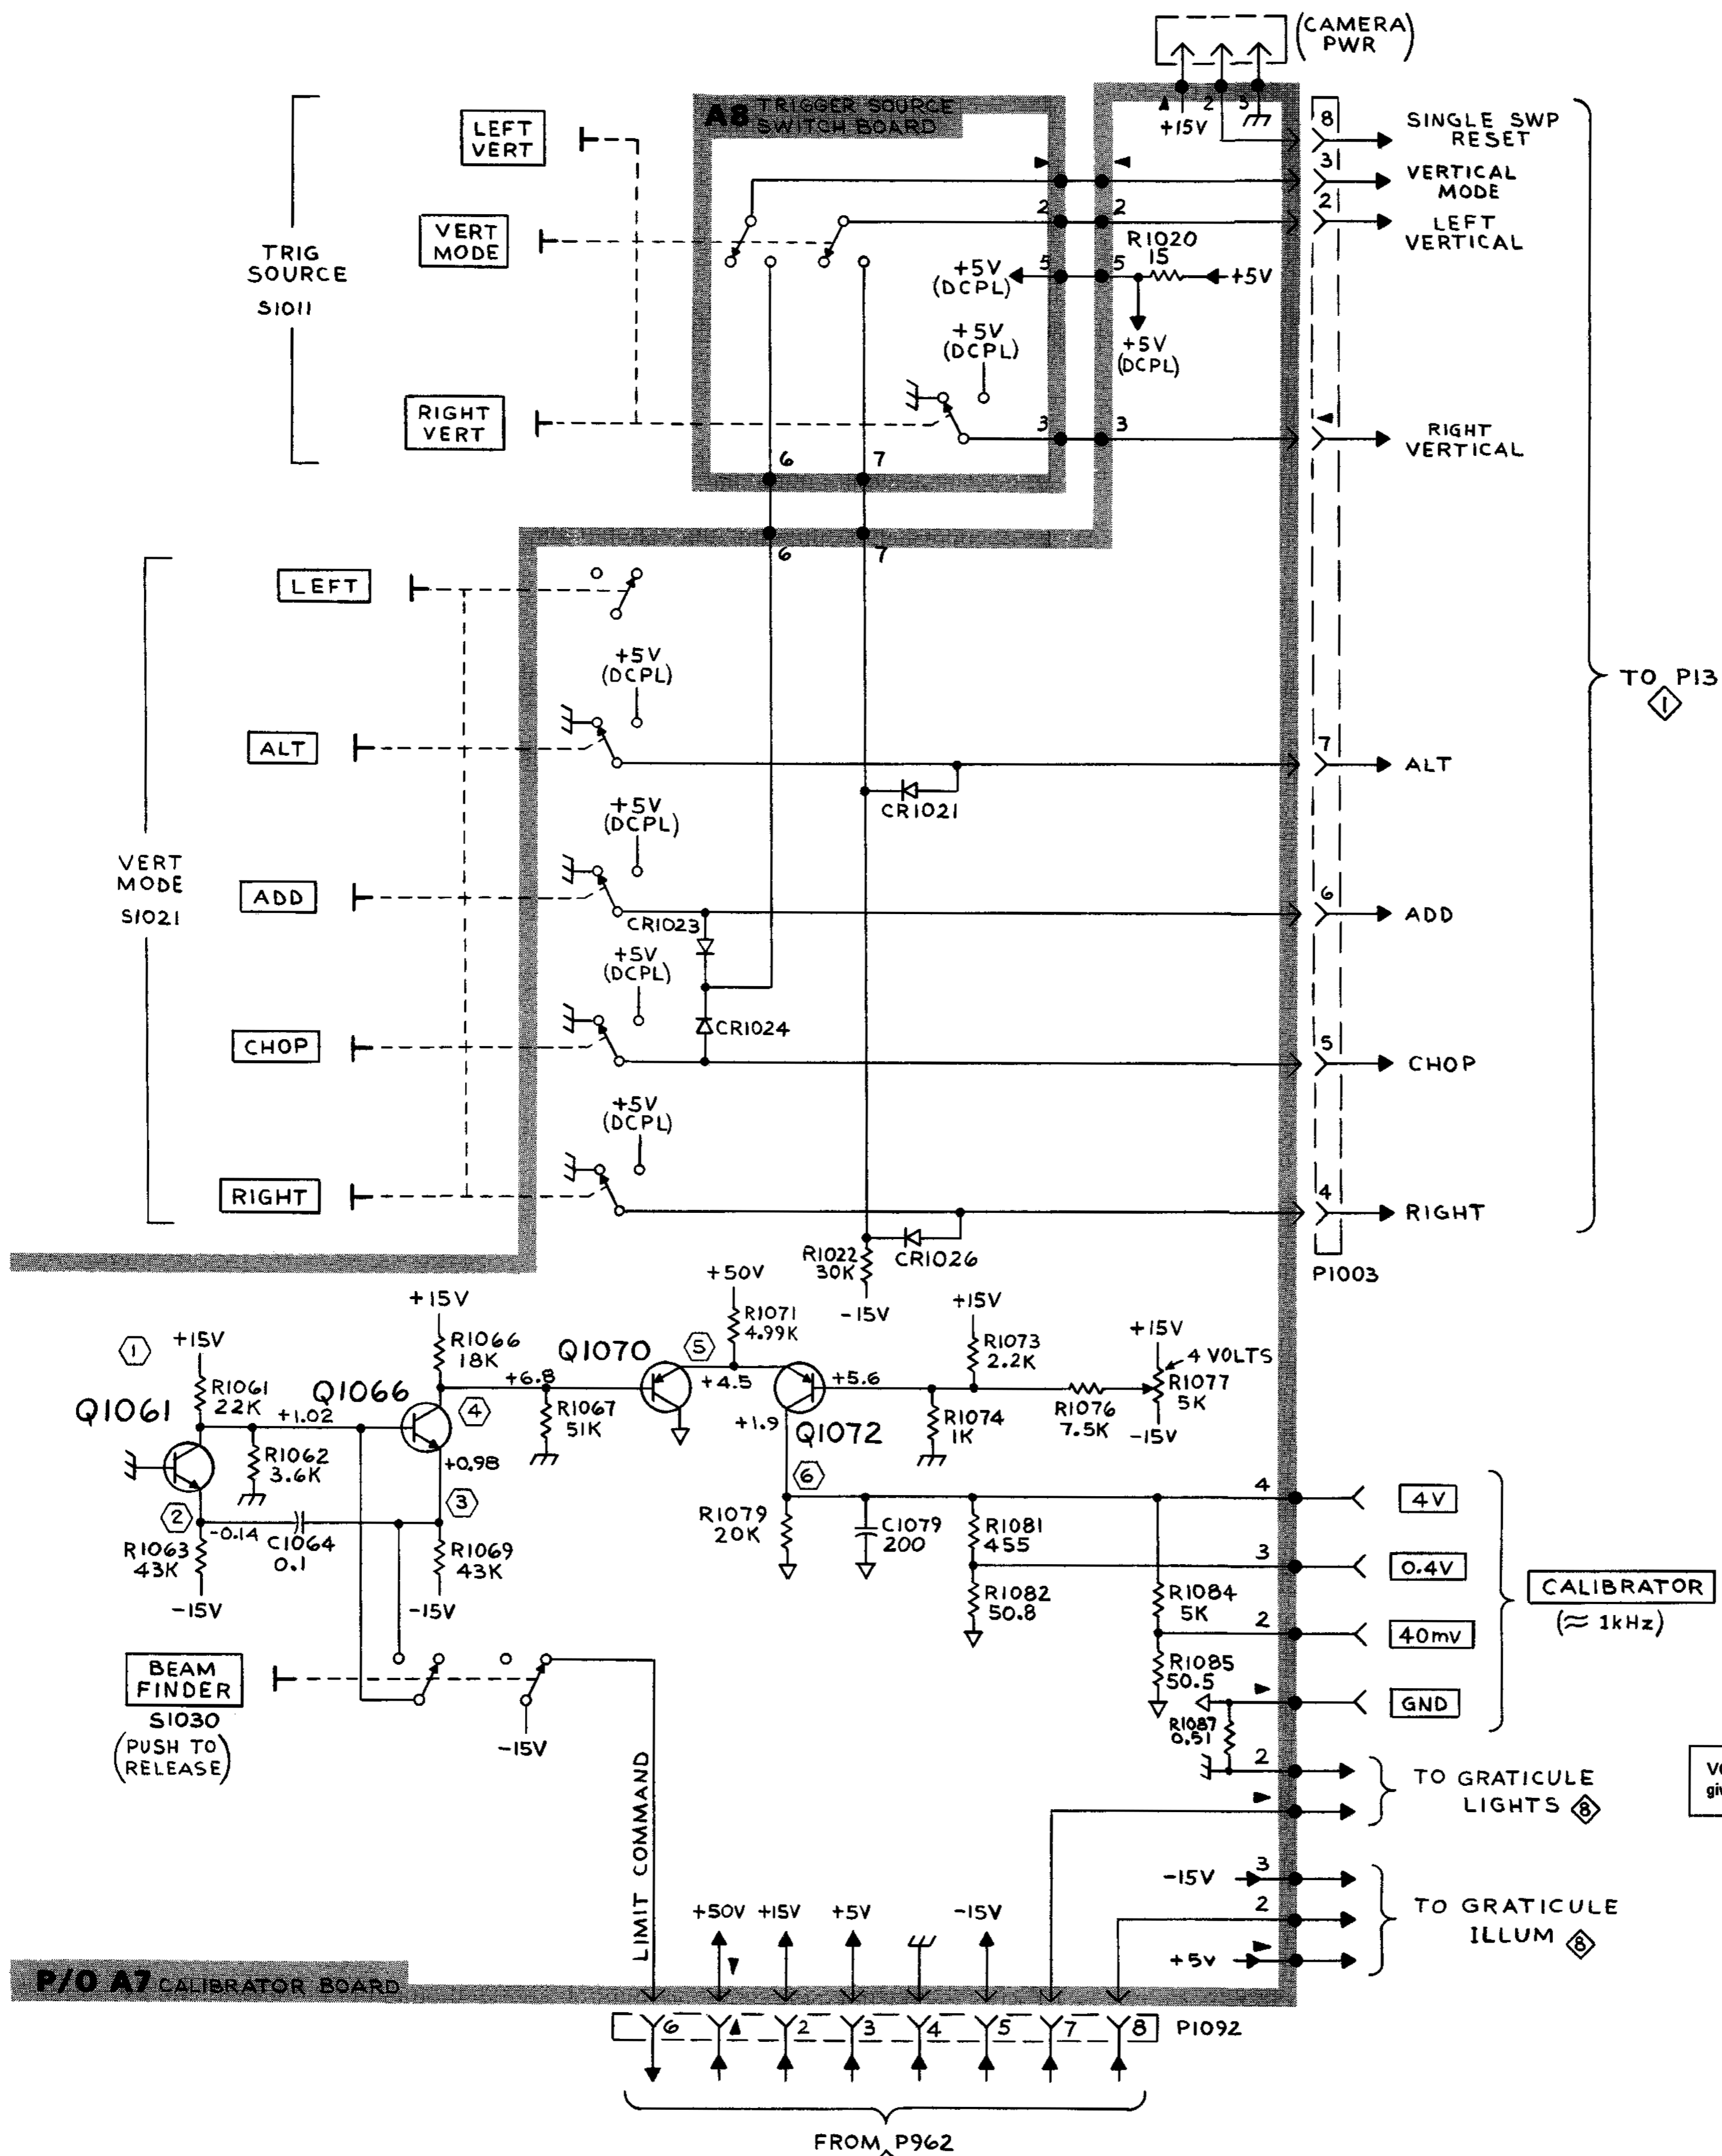 (CAMERA
PWR)
A8 TRIGGER SOURCE
SWITCH BOARD
2 3
+15V
8
SINGLE SWP
RESET
3
VERTICAL
MODE
2
LEFT
VERTICAL
LEFT
VERT
VERT
MODE
TRIG
SOURCE
S1011
2 2
R1020
15
+5V
(DCPL)
5 5
+5V
+5V
(DCPL)
+5V
(DCPL)
RIGHT
VERT
3 3
RIGHT
VERTICAL
6 7
6 7
LEFT
+5V
(DCPL)
TO P13
1
ALT
7
ALT
CR1021
+5V
(DCPL)
VERT
MODE
S1021
ADD
CR1023
6
ADD
+5V
(DCPL)
CHOP
CR1024
5
CHOP
+5V
(DCPL)
RIGHT
4
RIGHT
R1022
30K
CR1026
-15V
P1003
1
+15V
R1061
22K
Q1061
+1.02
R1062
3.6K
2
-0.14
C1064
0.1
R1063
43K
-15V
+15V
R1066
18K
Q1066
4
+0.98
3
R1069
43K
-15V
+6.8
R1067
51K
Q1070
+50V
R1071
4.99K
5
+4.5
+1.9
Q1072
+5.6
6
+15V
R1073
2.2K
R1074
1K
R1076
7.5K
+15V
4 VOLTS
R1077
5K
-15V
R1079
20K
C1079
200
R1081
455
R1082
50.8
R1084
5K
R1085
50.5
R1087
0.51
4
4V
3
0.4V
2
40mV
GND
CALIBRATOR
(≈ 1kHz)
BEAM
FINDER
S1030
(PUSH TO
RELEASE)
-15V
LIMIT COMMAND
2
TO GRATICULE
LIGHTS 8
-15V
3
2
+5V
TO GRATICULE
ILLUM 8
+50V +15V +5V -15V
P/O A7 CALIBRATOR BOARD
6 2 3 4 5 7 8
P1092
FROM P962